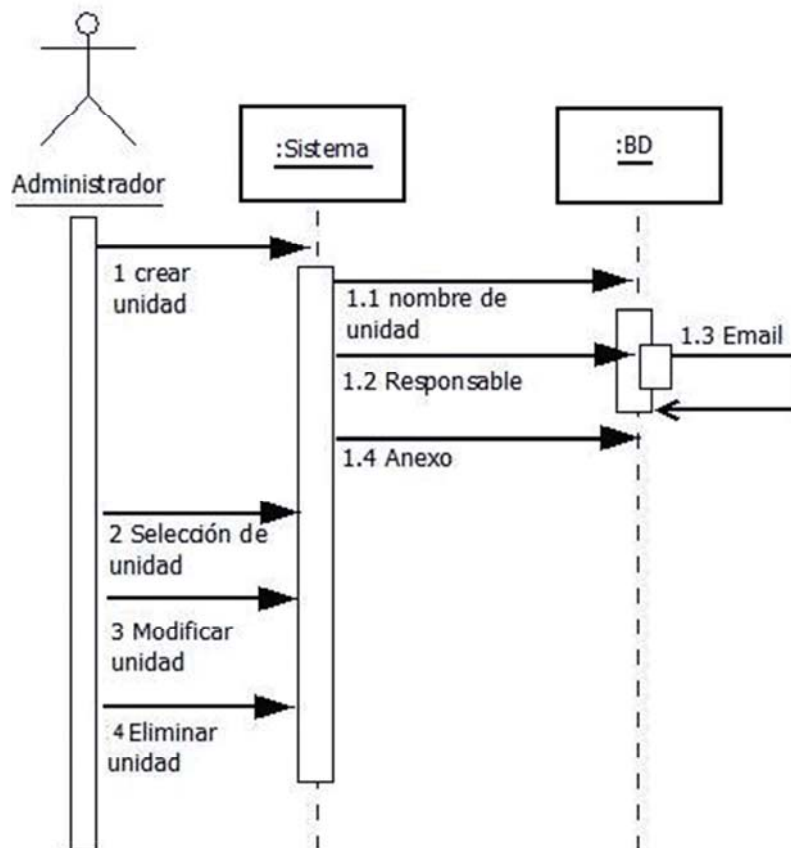 Administrador
:Sistema
:BD
1 crear
unidad
1.1 nombre de
unidad
1.2 Responsable
1.3 Email
1.4 Anexo
2 Selección de
unidad
3 Modificar
unidad
4 Eliminar
unidad